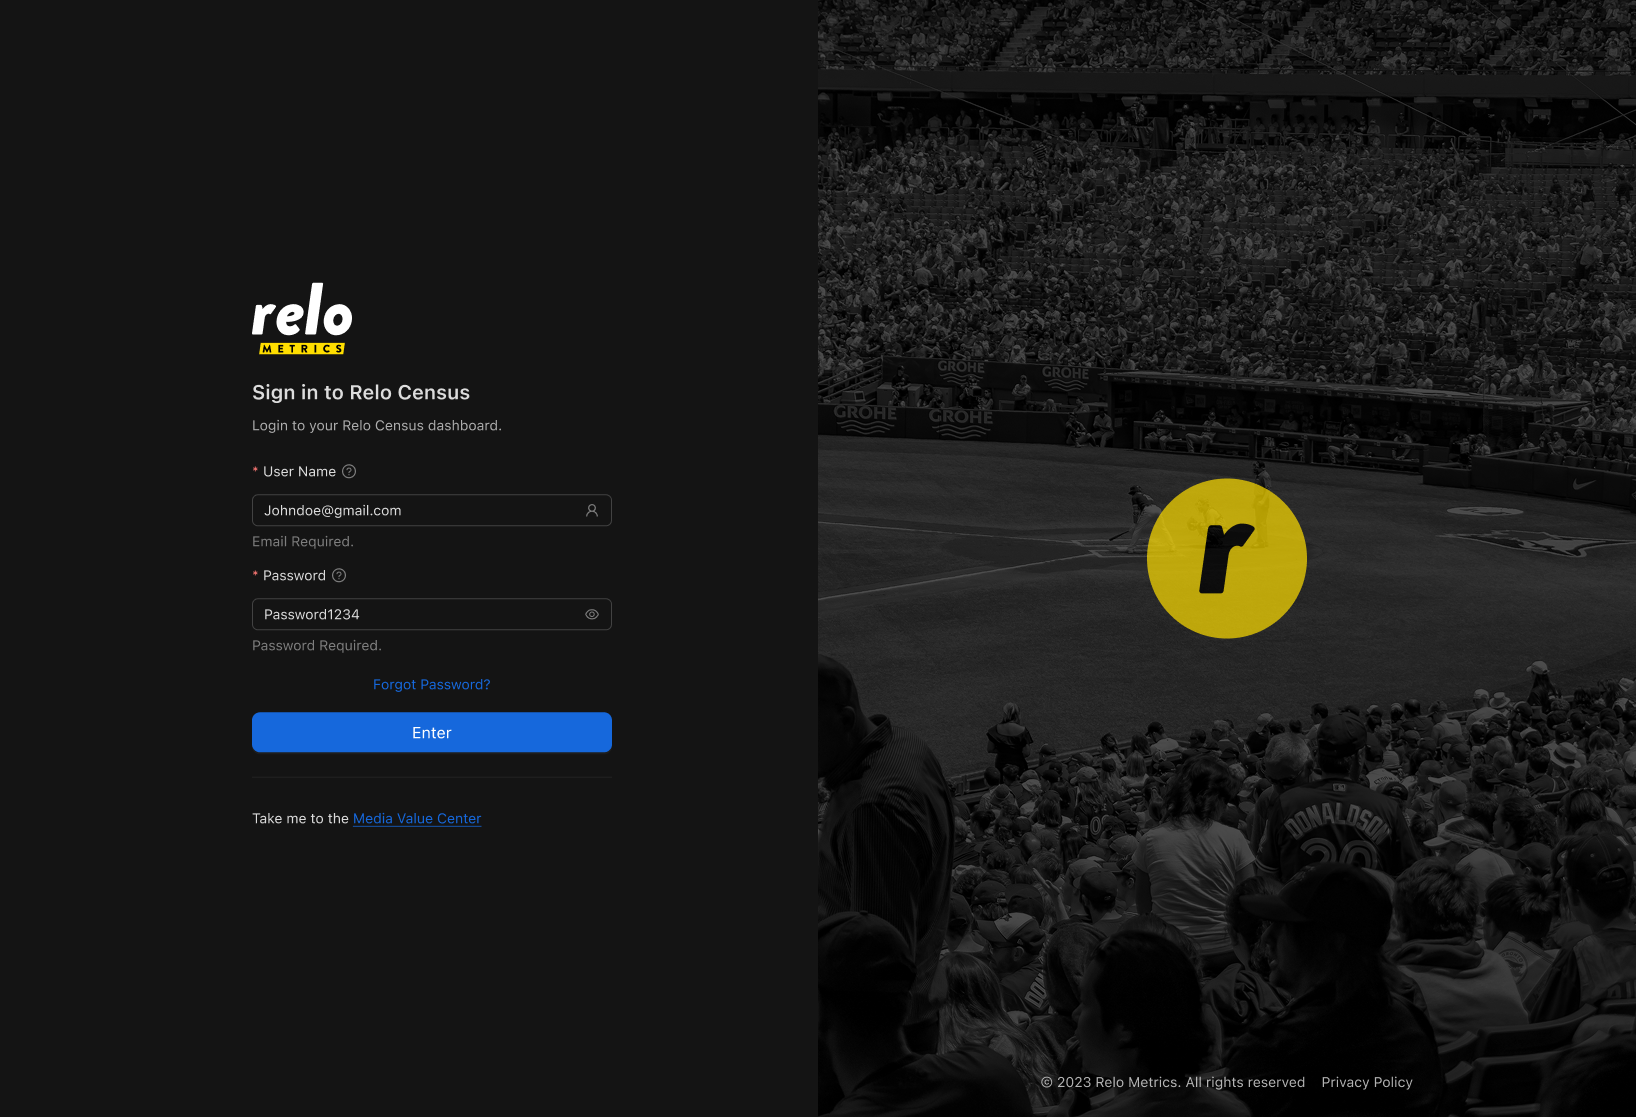 relo
METRICS
Sign in to Relo Census
Login to your Relo Census dashboard.
* User Name
Johndoe@gmail.com
Email Required.
* Password
Password1234
Password Required.
Forgot Password?
Enter
Take me to the Media Value Center
GROHE
GROHE
GROHE
GROHE
r
DONALDSON
20
© 2023 Relo Metrics. All rights reserved Privacy Policy